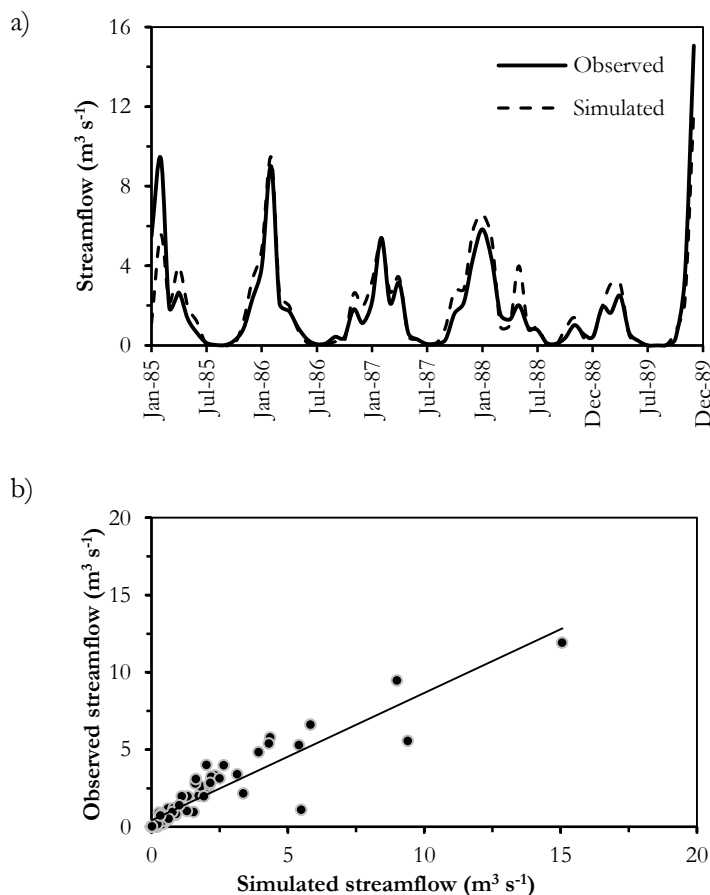 a)
Streamflow (m³ s⁻¹)
16
12
8
4
0
Observed
Simulated
Jan-85
Jul-85
Jan-86
Jul-86
Jan-87
Jul-87
Jan-88
Jul-88
Dec-88
Jul-89
Dec-89
b)
Observed streamflow (m³ s⁻¹)
20
15
10
5
0
0
5
10
15
20
Simulated streamflow (m³ s⁻¹)